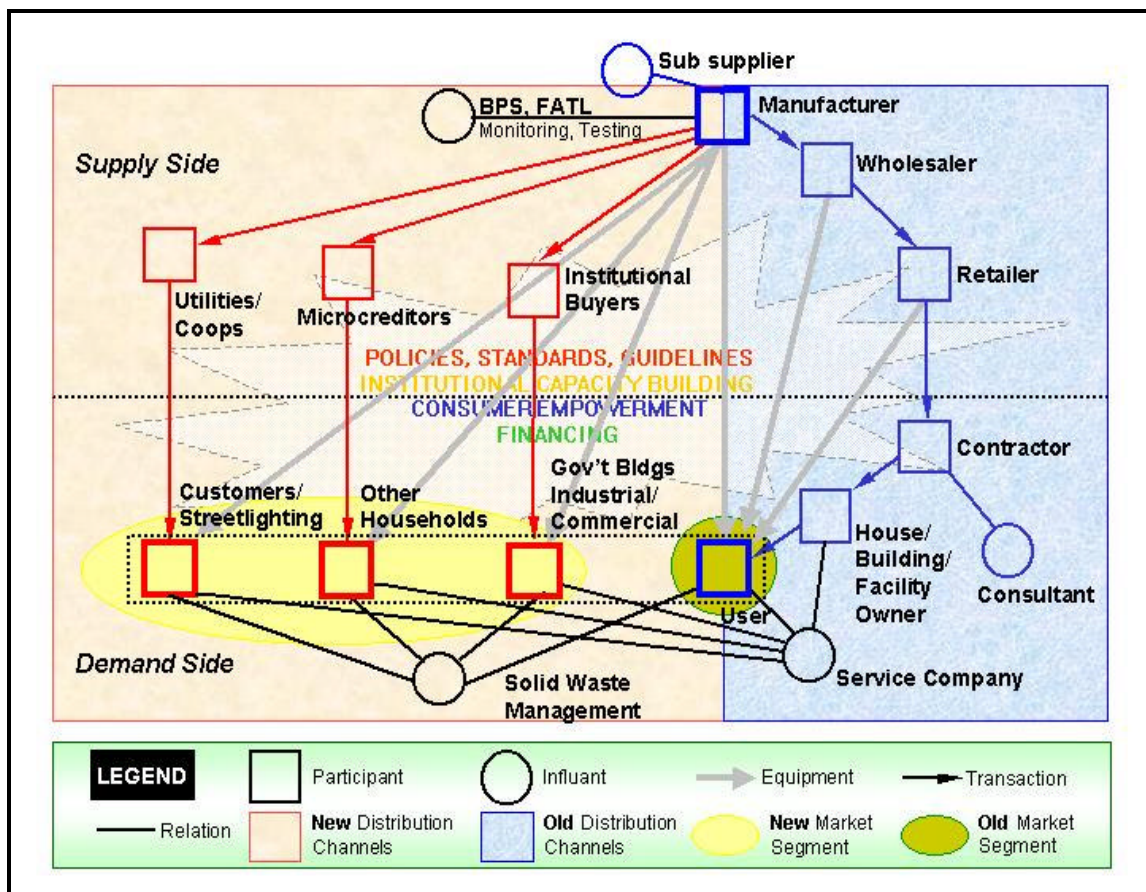 Sub supplier
BPS, FATL
Monitoring, Testing
Manufacturer
Supply Side
Wholesaler
Utilities/
Coops
Microcreditors
Institutional
Buyers
Retailer
POLICIES, STANDARDS, GUIDELINES
INSTITUTIONAL CAPACITY BUILDING
CONSUMER EMPOWERMENT
FINANCING
Contractor
Customers/
Streetlighting
Other
Households
Gov't Bldgs
Industrial/
Commercial
House/
Building/
Facility
Owner
Consultant
User
Demand Side
Solid Waste
Management
Service Company
LEGEND
Participant
Influant
Equipment
Transaction
Relation
New Distribution
Channels
Old Distribution
Channels
New Market
Segment
Old Market
Segment